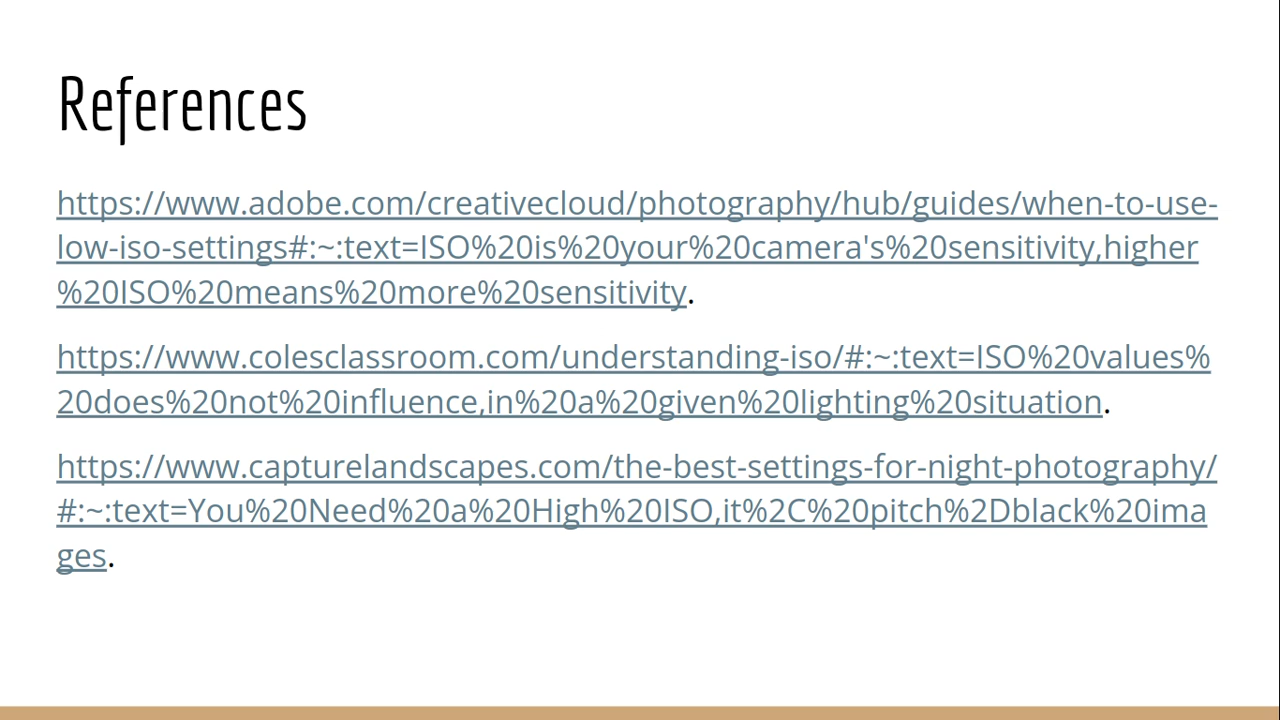 References
https://www.adobe.com/creativecloud/photography/hub/guides/when-to-use-
low-iso-settings#:~:text=ISO%20is%20your%20camera's%20sensitivity,higher
%20ISO%20means%20more%20sensitivity.
https://www.colesclassroom.com/understanding-iso/#:~:text=ISO%20values%
20does%20not%20influence,in%20a%20given%20lighting%20situation.
https://www.capturelandscapes.com/the-best-settings-for-night-photography/
#:~:text=You%20Need%20a%20High%20ISO,it%2C%20pitch%2Dblack%20ima
ges.